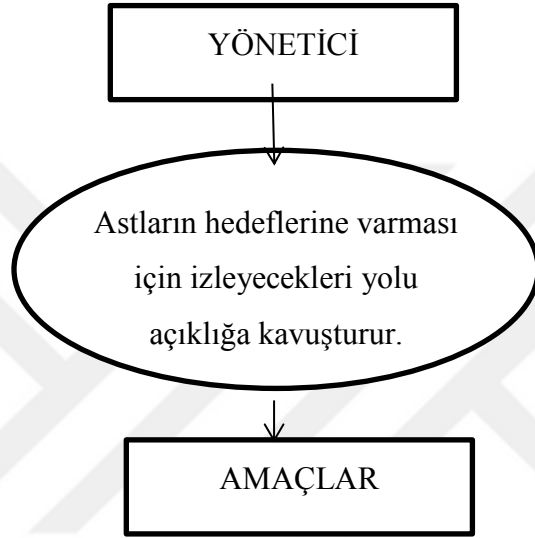 YÖNETİCİ
Astların hedeflerine varması
için izleyecekleri yolu
açıklığa kavuşturur.
AMAÇLAR